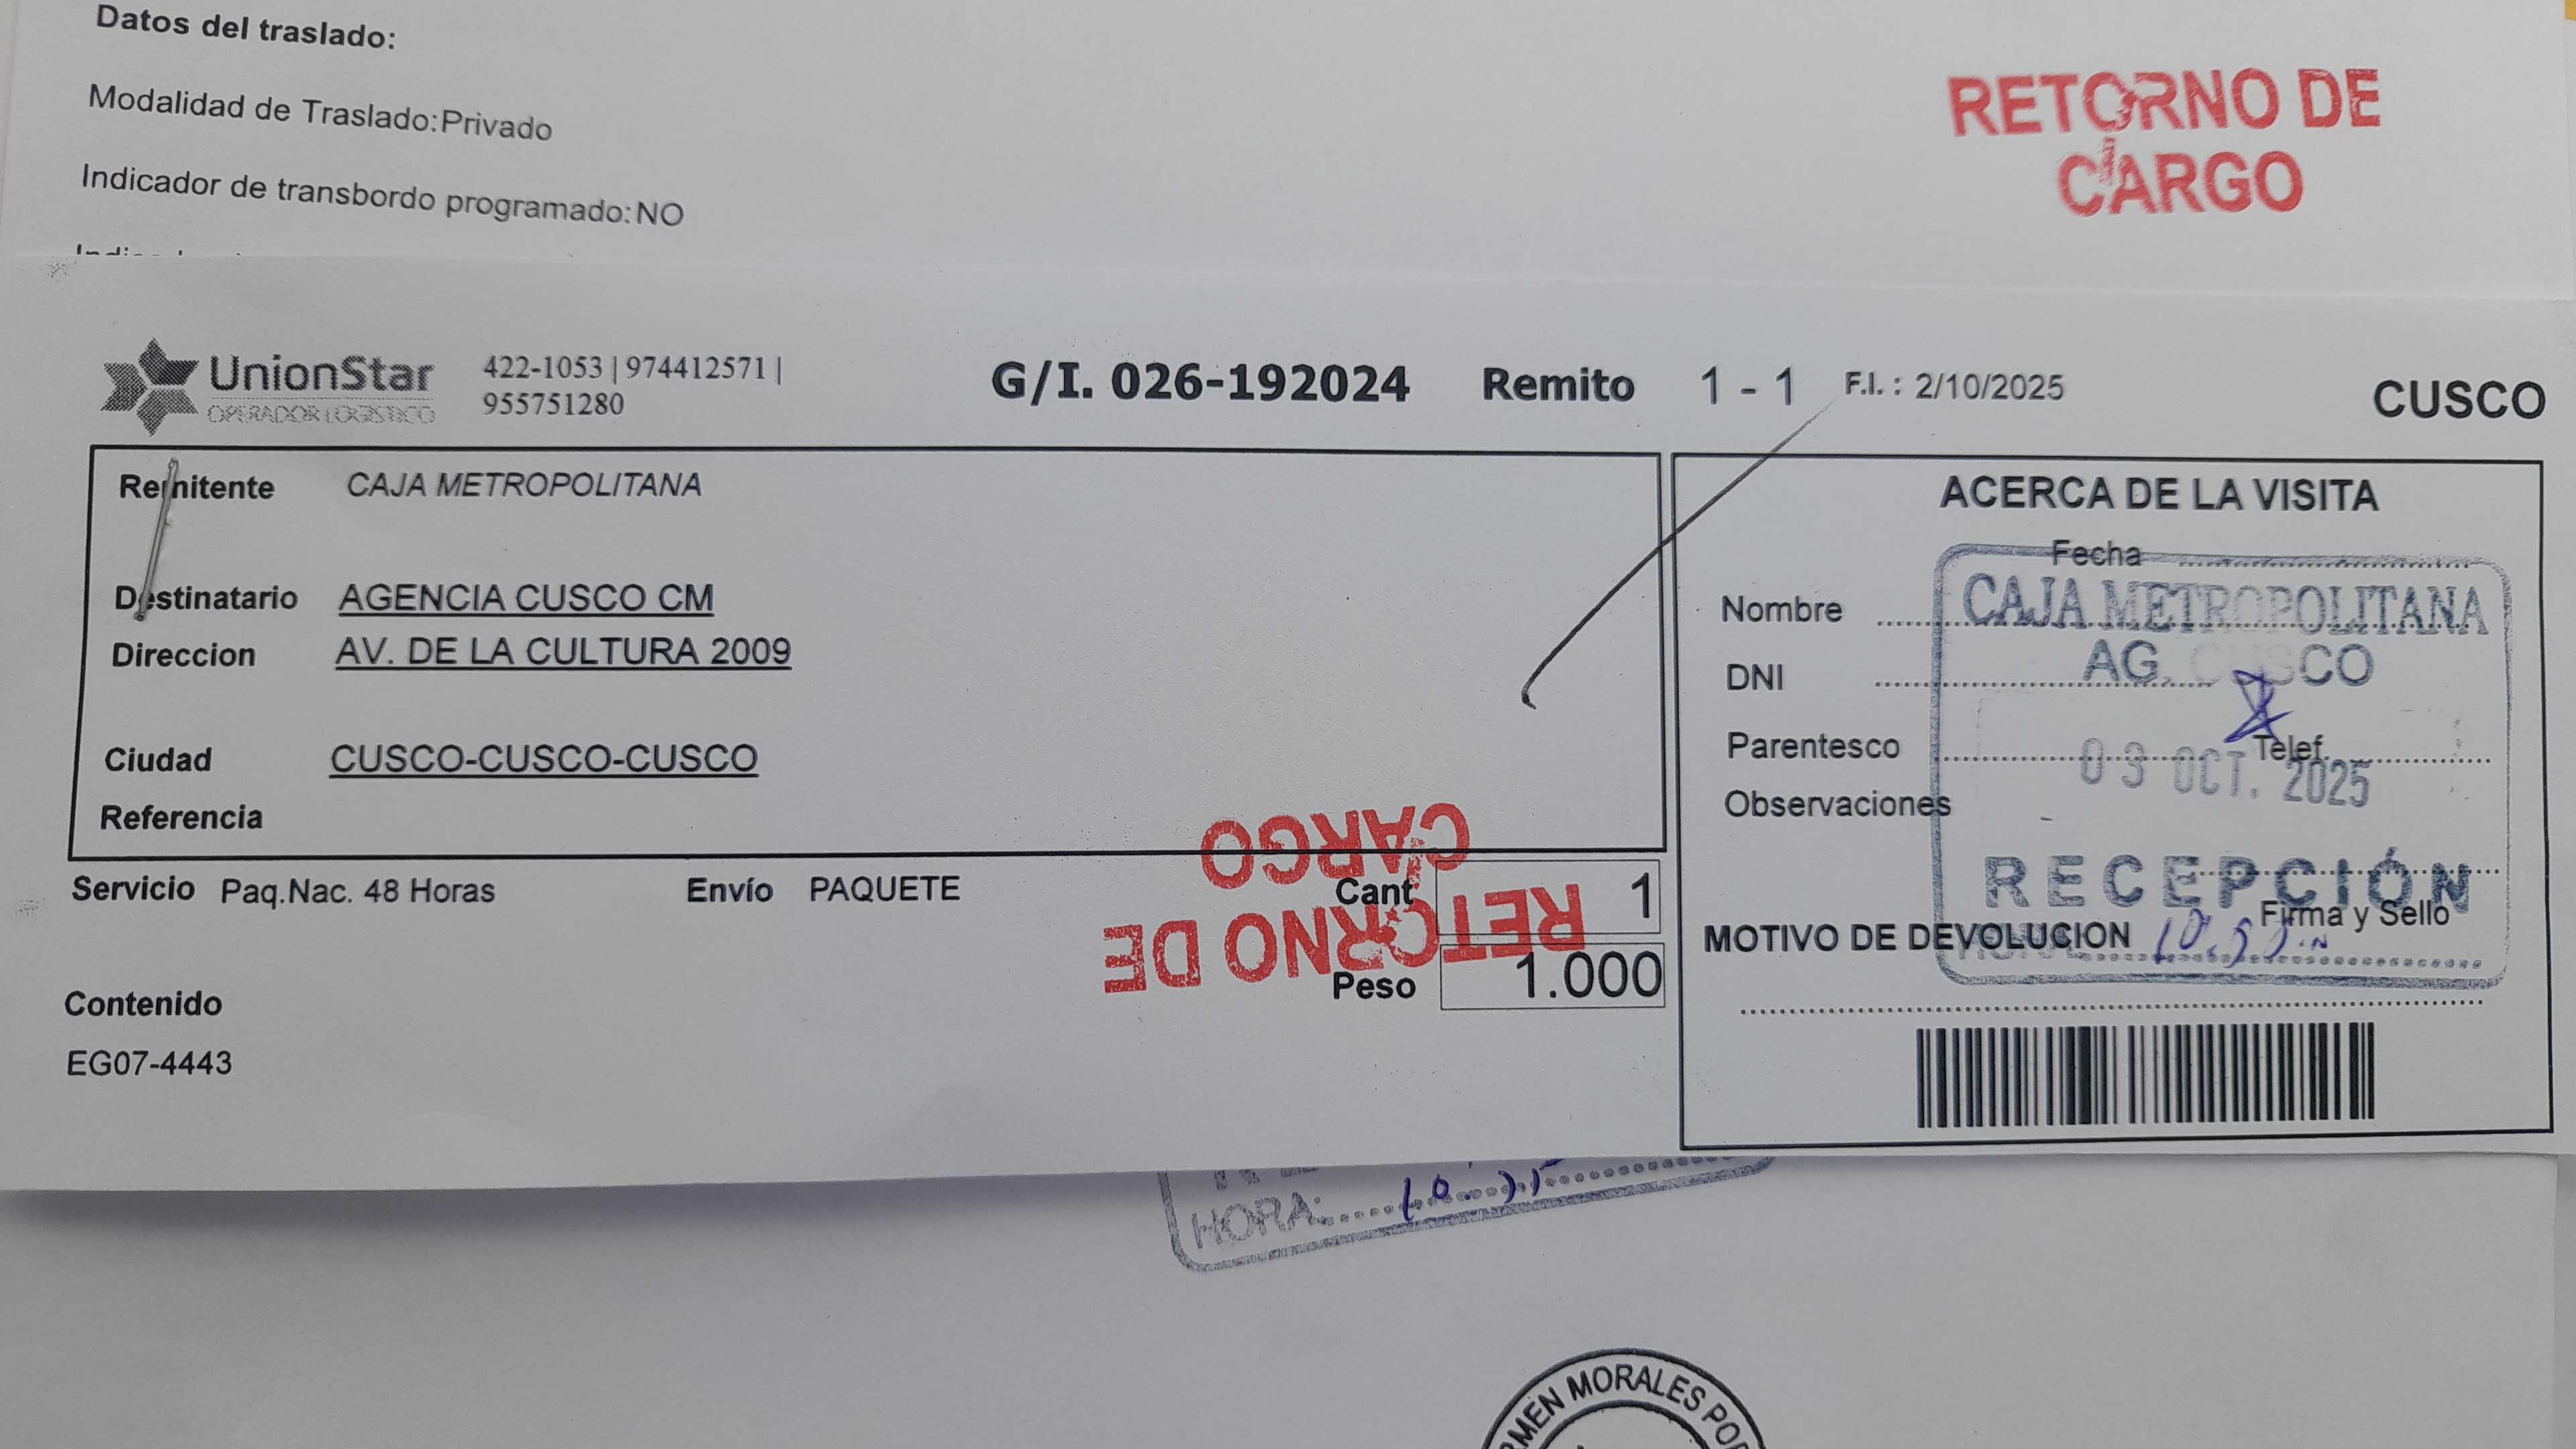 Datos del traslado:
Modalidad de Traslado:Privado
Indicador de transbordo programado:NO
RETORNO DE
CARGO
UnionStar
OPERADOR LOGISTICO
422-1053 | 974412571 |
955751280
G/I. 026-192024 Remito 1 - 1 F.I. : 2/10/2025 CUSCO
Remitente CAJA METROPOLITANA
Destinatario AGENCIA CUSCO CM
Direccion AV. DE LA CULTURA 2009
Ciudad CUSCO-CUSCO-CUSCO
Referencia
Servicio Paq.Nac. 48 Horas Envío PAQUETE Cant 1
Peso 1.000
RETORNO DE
CARGO
Contenido
EG07-4443
ACERCA DE LA VISITA
Fecha
Nombre
DNI
Parentesco Telef.
Observaciones
Firma y Sello
MOTIVO DE DEVOLUCION
CAJA METROPOLITANA
AG. CUSCO
03 OCT. 2025
RECEPCIÓN
HORA:
MORALES